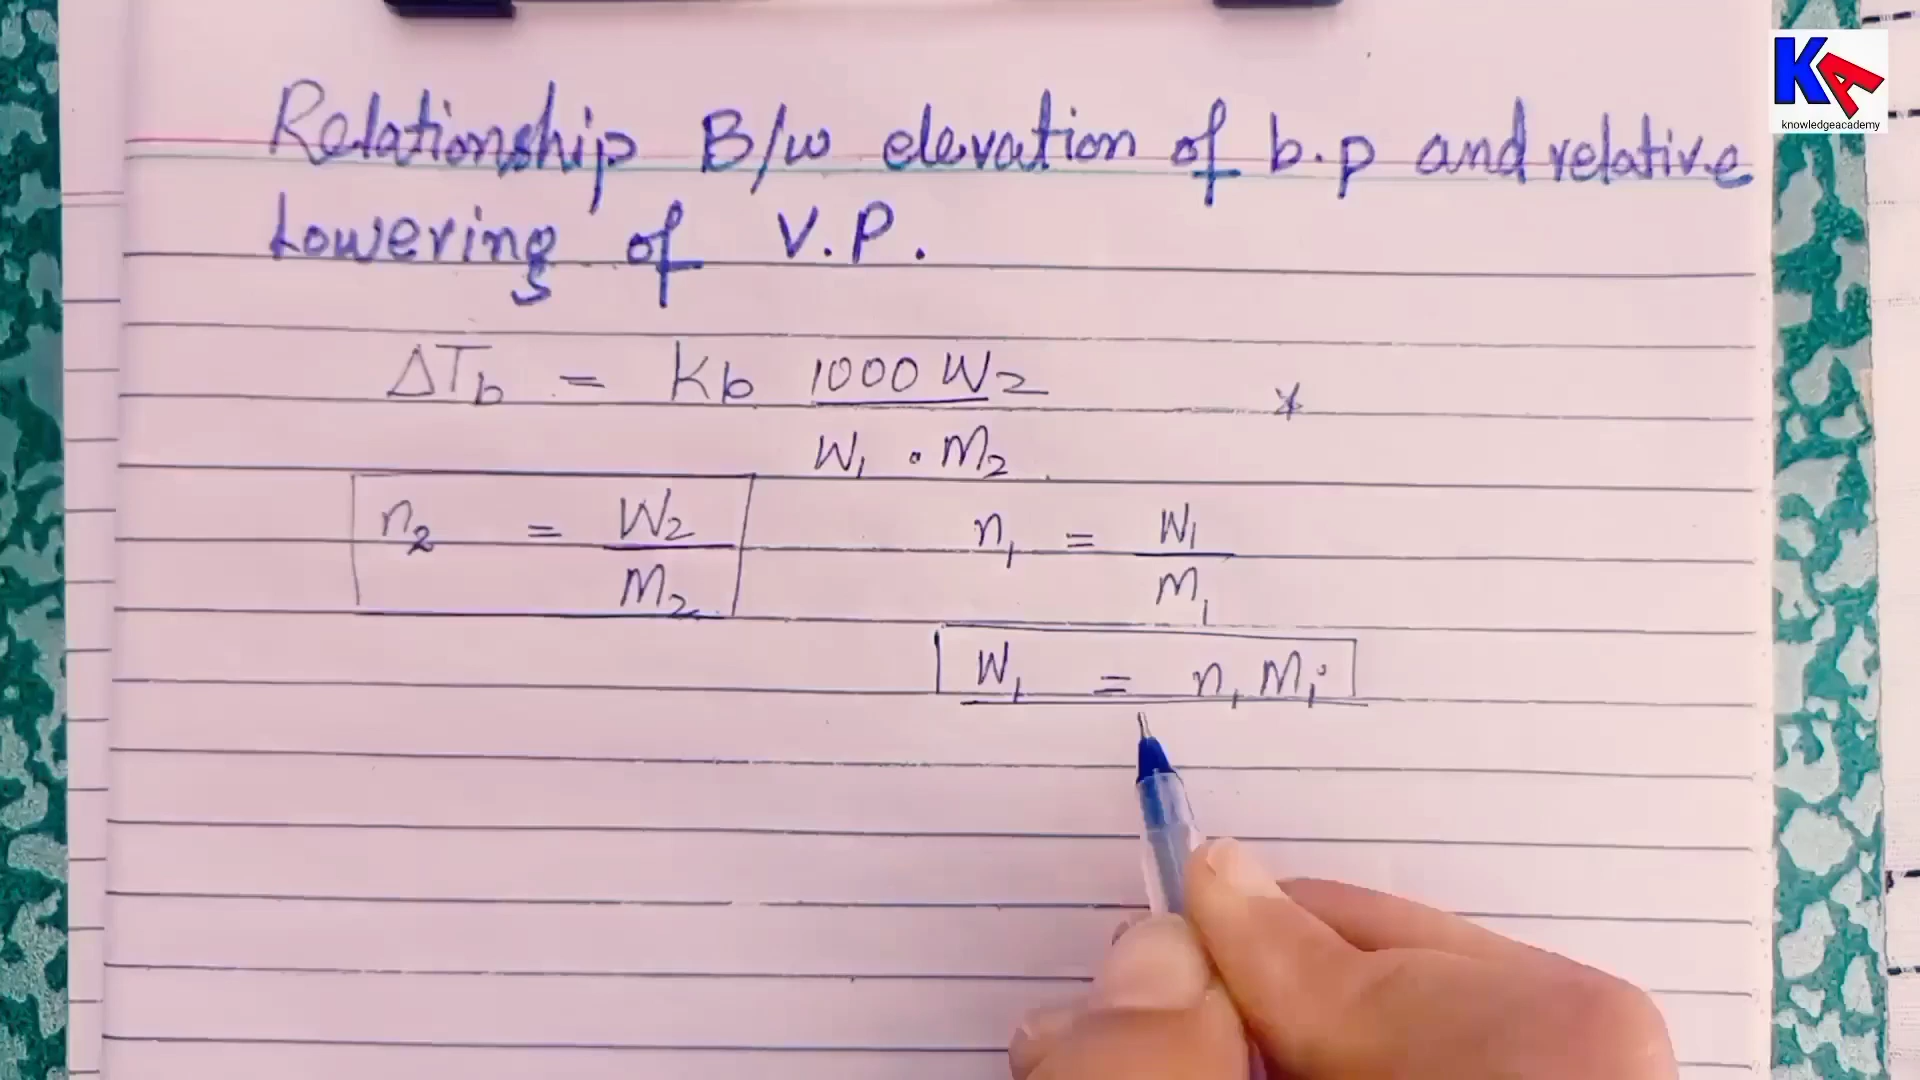 KA
knowledgeacademy
Relationship B/w elevation of b.p and relative
Lowering of V.P.
ΔTb = Kb 1000 W2
W1 . M2
*
n2 = W2
M2
n1 = W1
M1
W1 = n1 M1